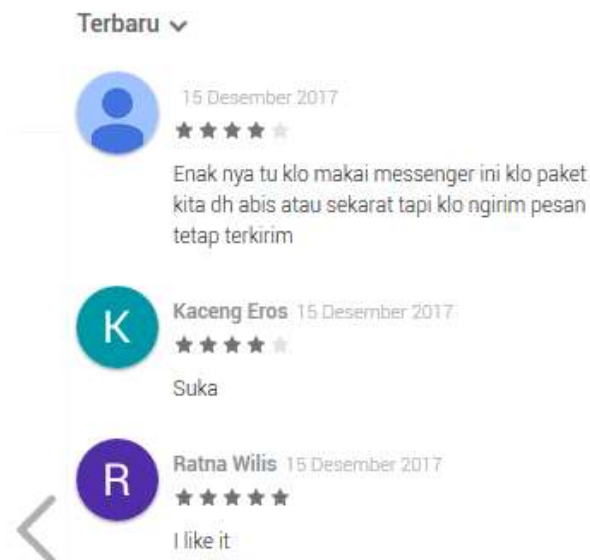 Terbaru
15 Desember 2017
Enak nya tu klo makai messenger ini klo paket
kita dh abis atau sekarat tapi klo ngirim pesan
tetap terkirim
K
Kaceng Eros 15 Desember 2017
Suka
R
Ratna Wilis 15 Desember 2017
I like it